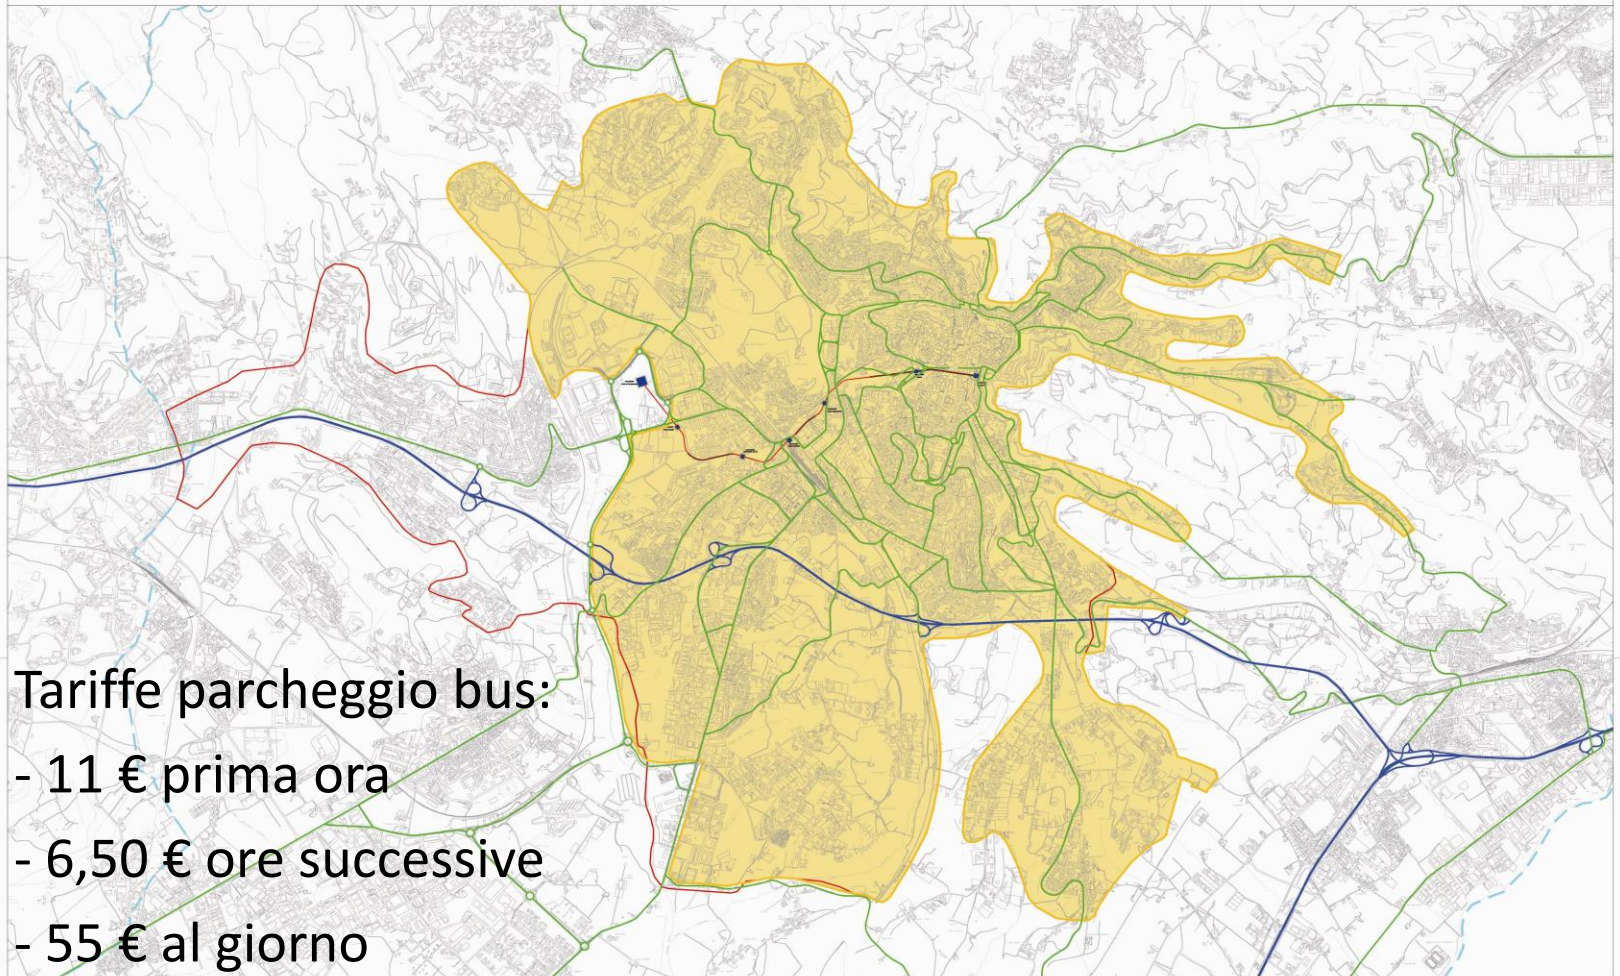 Tariffe parcheggio bus:
- 11 € prima ora
- 6,50 € ore successive
- 55 € al giorno